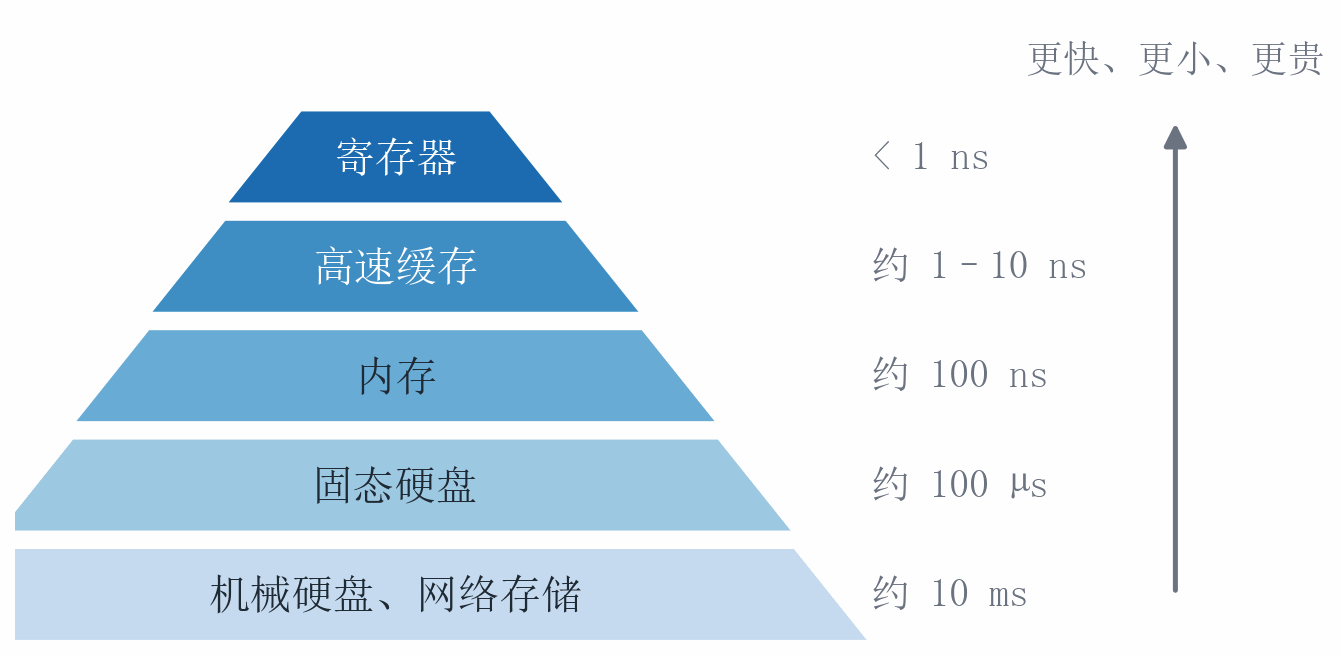 更快、更小、更贵
寄存器
< 1 ns
高速缓存
约 1–10 ns
内存
约 100 ns
固态硬盘
约 100 μs
机械硬盘、网络存储
约 10 ms